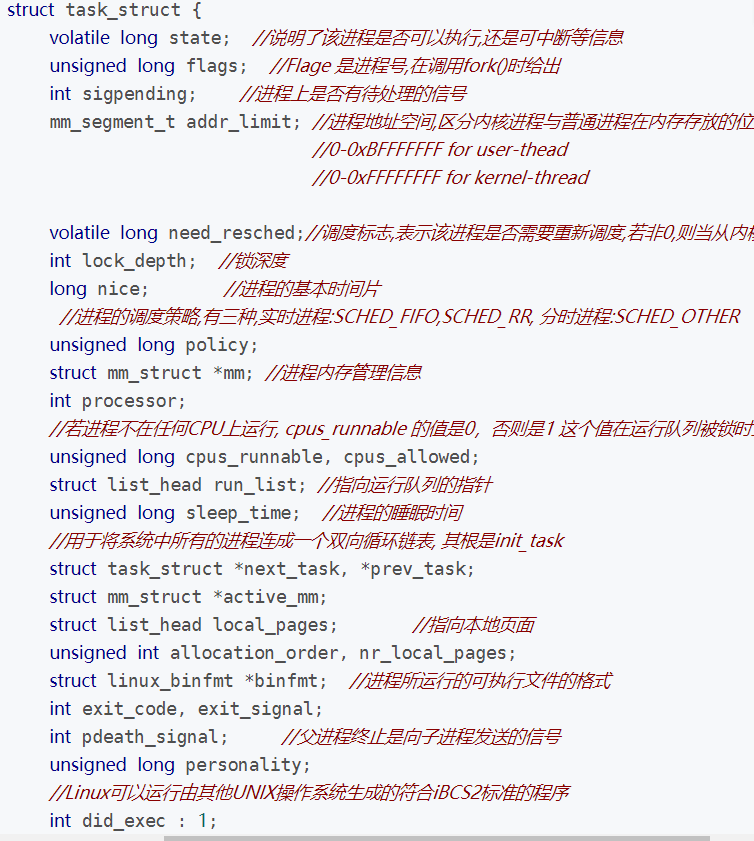 struct task_struct {
volatile long state;  //说明了该进程是否可以执行,还是可中断等信息
unsigned long flags;  //Flage 是进程号,在调用fork()时给出
int sigpending;    //进程上是否有待处理的信号
mm_segment_t addr_limit; //进程地址空间,区分内核进程与普通进程在内存存放的位
//0-0xBFFFFFFF for user-thead
//0-0xFFFFFFFF for kernel-thread
volatile long need_resched;//调度标志,表示该进程是否需要重新调度,若非0,则当从内核
int lock_depth;  //锁深度
long nice;       //进程的基本时间片
//进程的调度策略,有三种,实时进程:SCHED_FIFO,SCHED_RR, 分时进程:SCHED_OTHER
unsigned long policy;
struct mm_struct *mm; //进程内存管理信息
int processor;
//若进程不在任何CPU上运行, cpus_runnable 的值是0，否则是1 这个值在运行队列被锁时
unsigned long cpus_runnable, cpus_allowed;
struct list_head run_list; //指向运行队列的指针
unsigned long sleep_time;  //进程的睡眠时间
//用于将系统中所有的进程连成一个双向循环链表, 其根是init_task
struct task_struct *next_task, *prev_task;
struct mm_struct *active_mm;
struct list_head local_pages;       //指向本地页面
unsigned int allocation_order, nr_local_pages;
struct linux_binfmt *binfmt;  //进程所运行的可执行文件的格式
int exit_code, exit_signal;
int pdeath_signal;     //父进程终止是向子进程发送的信号
unsigned long personality;
//Linux可以运行由其他UNIX操作系统生成的符合iBCS2标准的程序
int did_exec : 1;